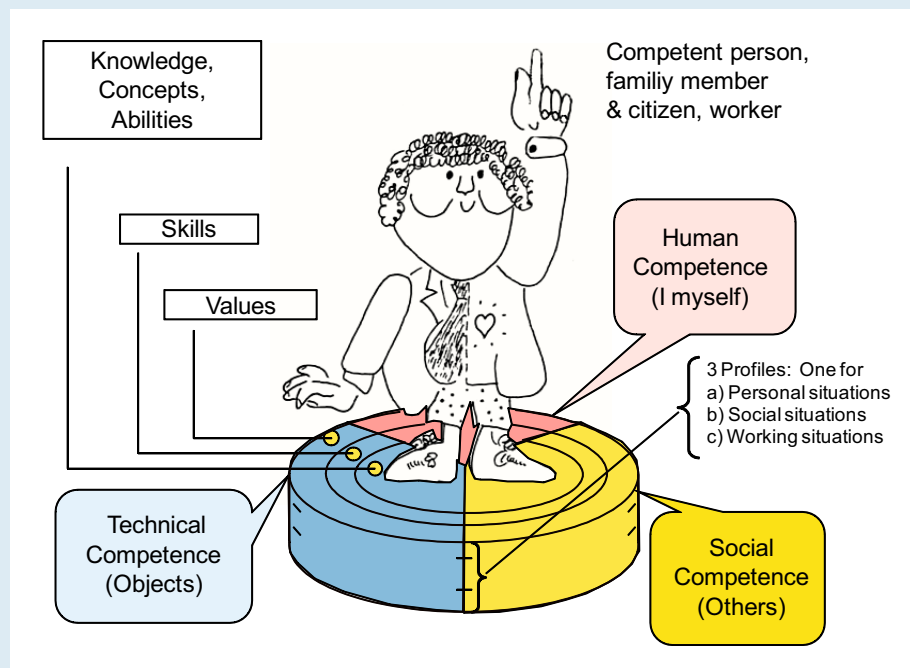 Knowledge,
Concepts,
Abilities
Competent person,
familiy member
& citizen, worker
Skills
Human
Competence
(I myself)
Values
3 Profiles: One for
a) Personal situations
b) Social situations
c) Working situations
Technical
Competence
(Objects)
Social
Competence
(Others)